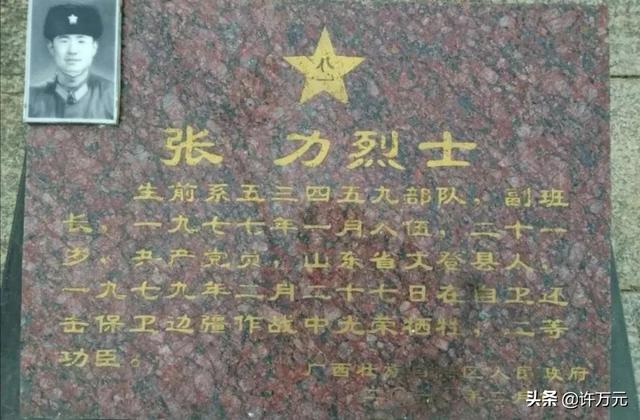 八一
张 力烈士
生前系五三四五九部队，副班
长，一九七七年一月入伍，二十一
岁，共产党员，山东省文登县人，
一九七九年二月二十七日在自卫还
击保卫边疆作战中光荣牺牲，二等
功臣。
广西壮族自治区人民政府
头条 @许万元